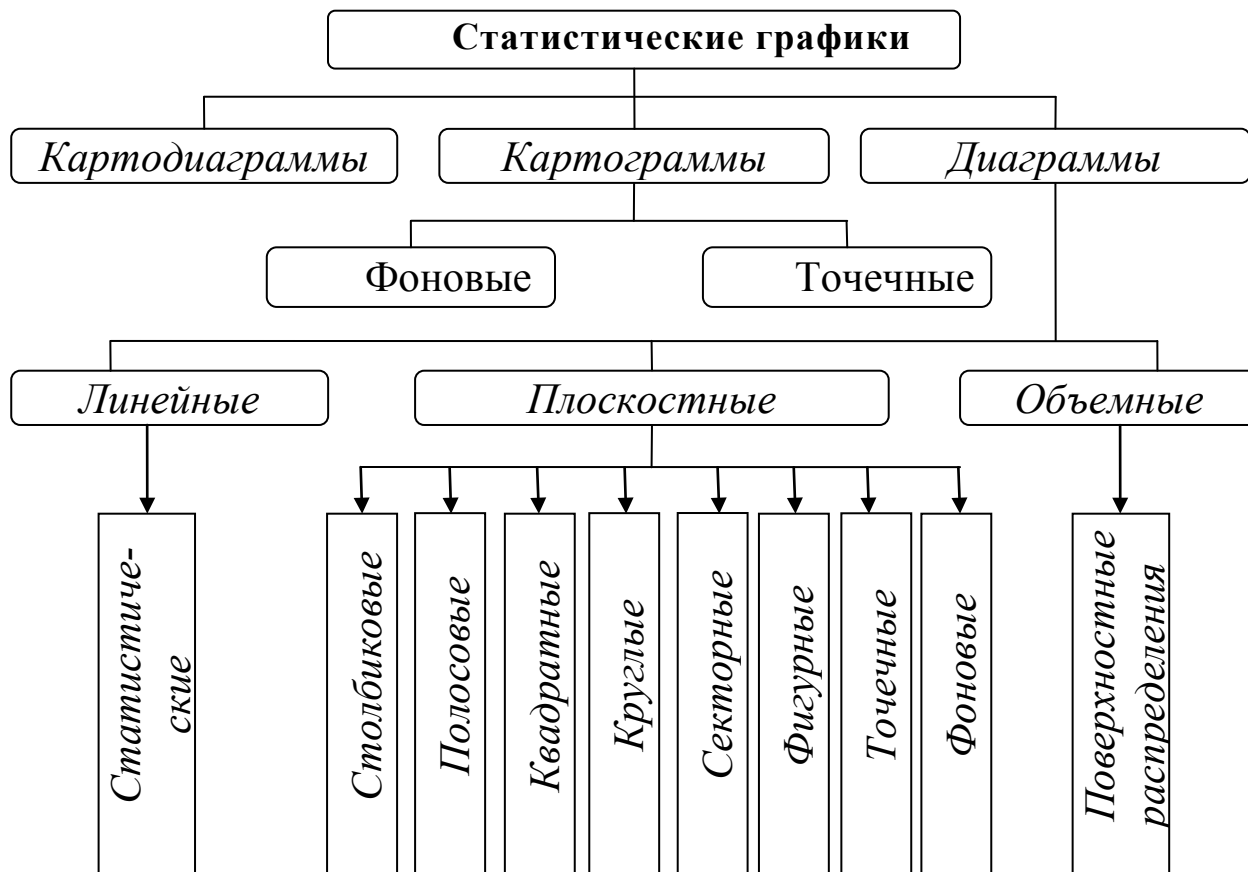 Статистические графики
Картодиаграммы
Картограммы
Диаграммы
Фоновые
Точечные
Линейные
Плоскостные
Объемные
Статистиче-
ские
Столбиковые
Полосовые
Квадратные
Круглые
Секторные
Фигурные
Точечные
Фоновые
Поверхностные
распределения